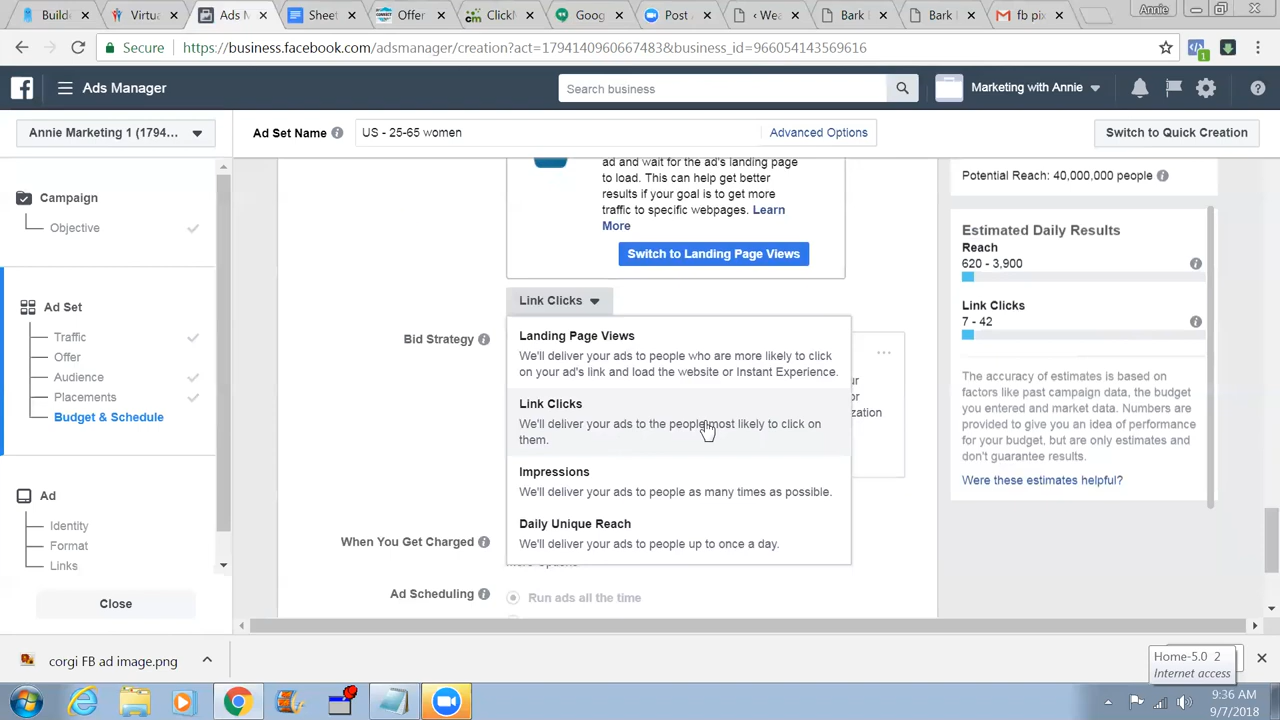 Build
Virtua
Ads M
Sheet
Offer
ClickM
Goog
Post A
‹ Wea
Bark
Bark
fb pix
Annie
Secure
https://business.facebook.com/adsmanager/creation?act=1794140960667483&business_id=966054143569616
1
Ads Manager
Search business
Marketing with Annie
Annie Marketing 1 (1794...
Ad Set Name
US - 25-65 women
Advanced Options
Switch to Quick Creation
Campaign
Objective
Ad Set
Traffic
Offer
Audience
Placements
Budget & Schedule
Ad
Identity
Format
Links
Close
ad and wait for the ad's landing page
to load. This can help get better
results if your goal is to get more
traffic to specific webpages. Learn
More
Switch to Landing Page Views
Link Clicks
Bid Strategy
Landing Page Views
We'll deliver your ads to people who are more likely to click
on your ad's link and load the website or Instant Experience.
Link Clicks
We'll deliver your ads to the people most likely to click on
them.
Impressions
We'll deliver your ads to people as many times as possible.
Daily Unique Reach
We'll deliver your ads to people up to once a day.
When You Get Charged
More Options
Ad Scheduling
Run ads all the time
Potential Reach: 40,000,000 people
Estimated Daily Results
Reach
620 - 3,900
Link Clicks
7 - 42
The accuracy of estimates is based on
factors like past campaign data, the budget
you entered and market data. Numbers are
provided to give you an idea of performance
for your budget, but are only estimates and
don't guarantee results.
Were these estimates helpful?
corgi FB ad image.png
Home-5.0 2
Internet access
9:36 AM
9/7/2018